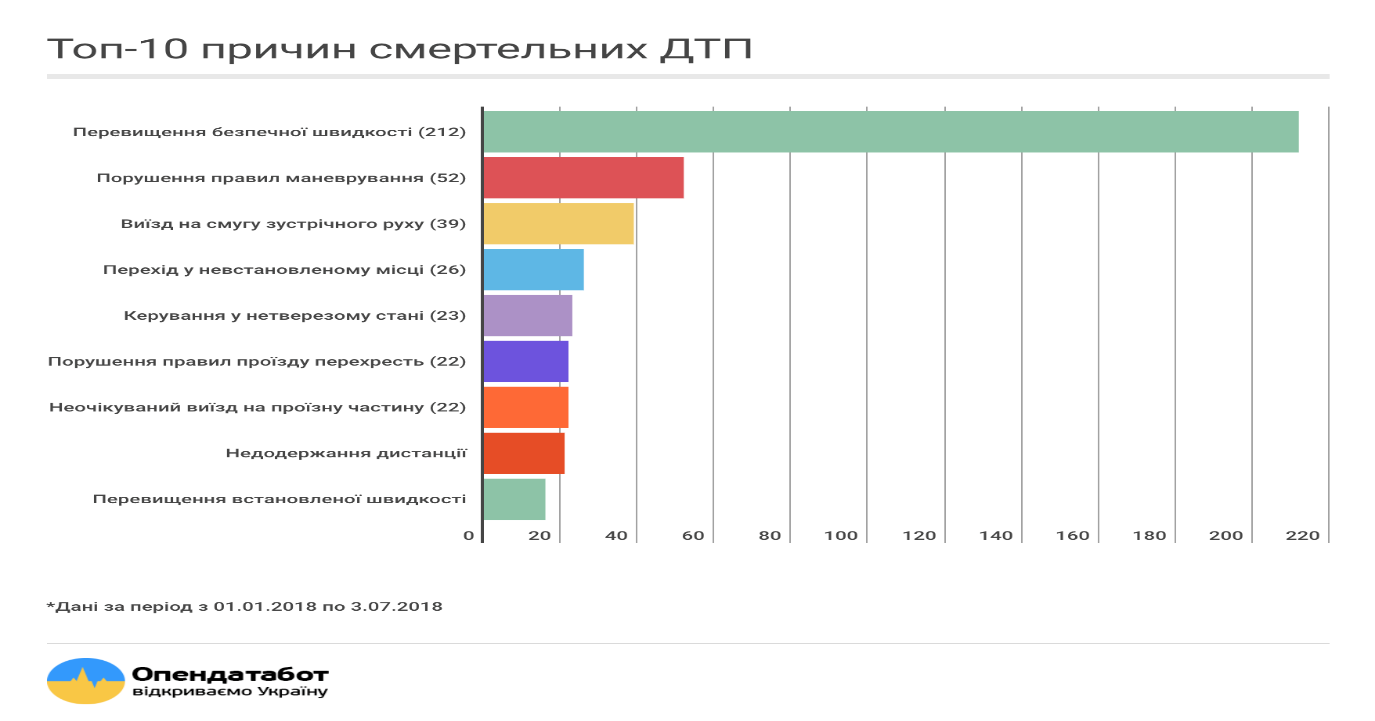 Топ-10 причин смертельних ДТП
Перевищення безпечної швидкості (212)
Порушення правил маневрування (52)
Виїзд на смугу зустрічного руху (39)
Перехід у невстановленому місці (26)
Керування у нетверезому стані (23)
Порушення правил проїзду перехресть (22)
Неочікуваний виїзд на проїзну частину (22)
Недодержання дистанції
Перевищення встановленої швидкості
0 20 40 60 80 100 120 140 160 180 200 220
*Дані за період з 01.01.2018 по 3.07.2018
Опендатабот
відкриваємо Україну